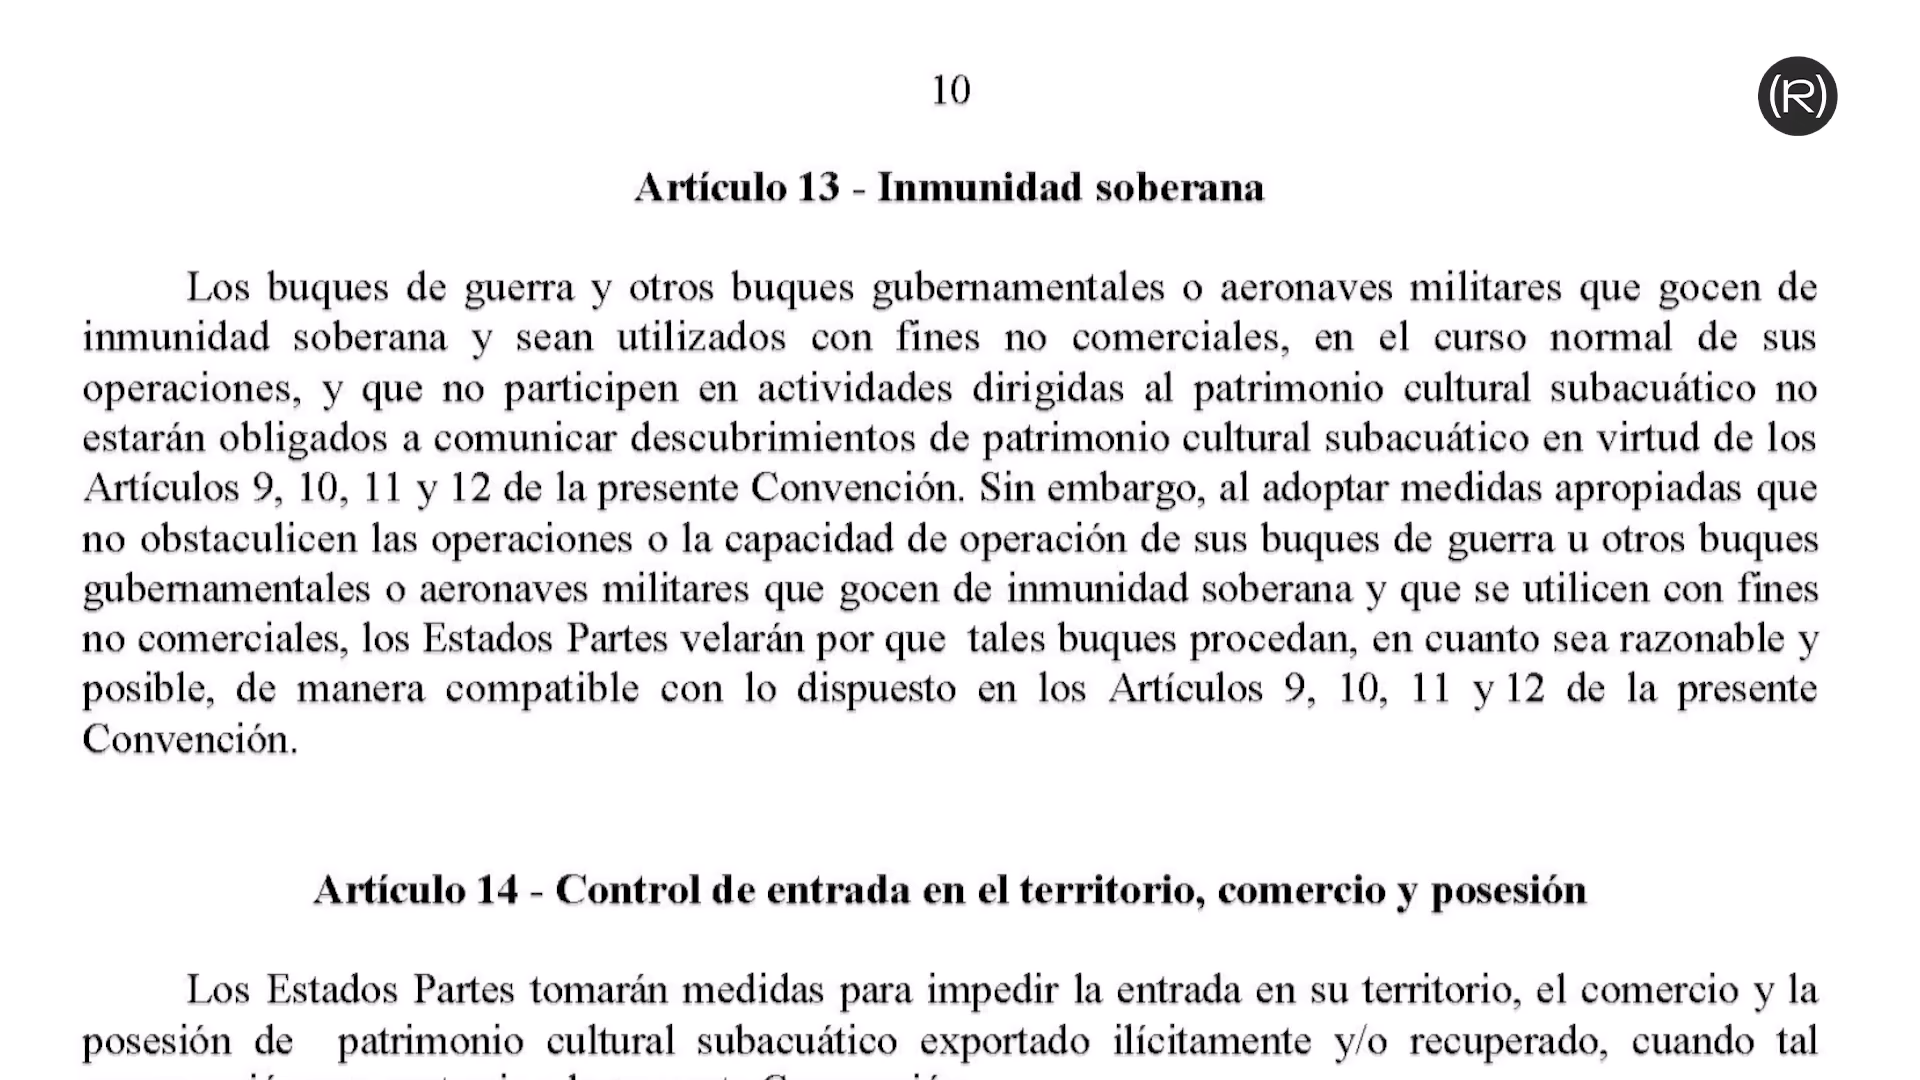 10
(R)
Artículo 13 - Inmunidad soberana
Los buques de guerra y otros buques gubernamentales o aeronaves militares que gocen de
inmunidad soberana y sean utilizados con fines no comerciales, en el curso normal de sus
operaciones, y que no participen en actividades dirigidas al patrimonio cultural subacuático no
estarán obligados a comunicar descubrimientos de patrimonio cultural subacuático en virtud de los
Artículos 9, 10, 11 y 12 de la presente Convención. Sin embargo, al adoptar medidas apropiadas que
no obstaculicen las operaciones o la capacidad de operación de sus buques de guerra u otros buques
gubernamentales o aeronaves militares que gocen de inmunidad soberana y que se utilicen con fines
no comerciales, los Estados Partes velarán por que tales buques procedan, en cuanto sea razonable y
posible, de manera compatible con lo dispuesto en los Artículos 9, 10, 11 y 12 de la presente
Convención.
Artículo 14 - Control de entrada en el territorio, comercio y posesión
Los Estados Partes tomarán medidas para impedir la entrada en su territorio, el comercio y la
posesión de patrimonio cultural subacuático exportado ilícitamente y/o recuperado, cuando tal